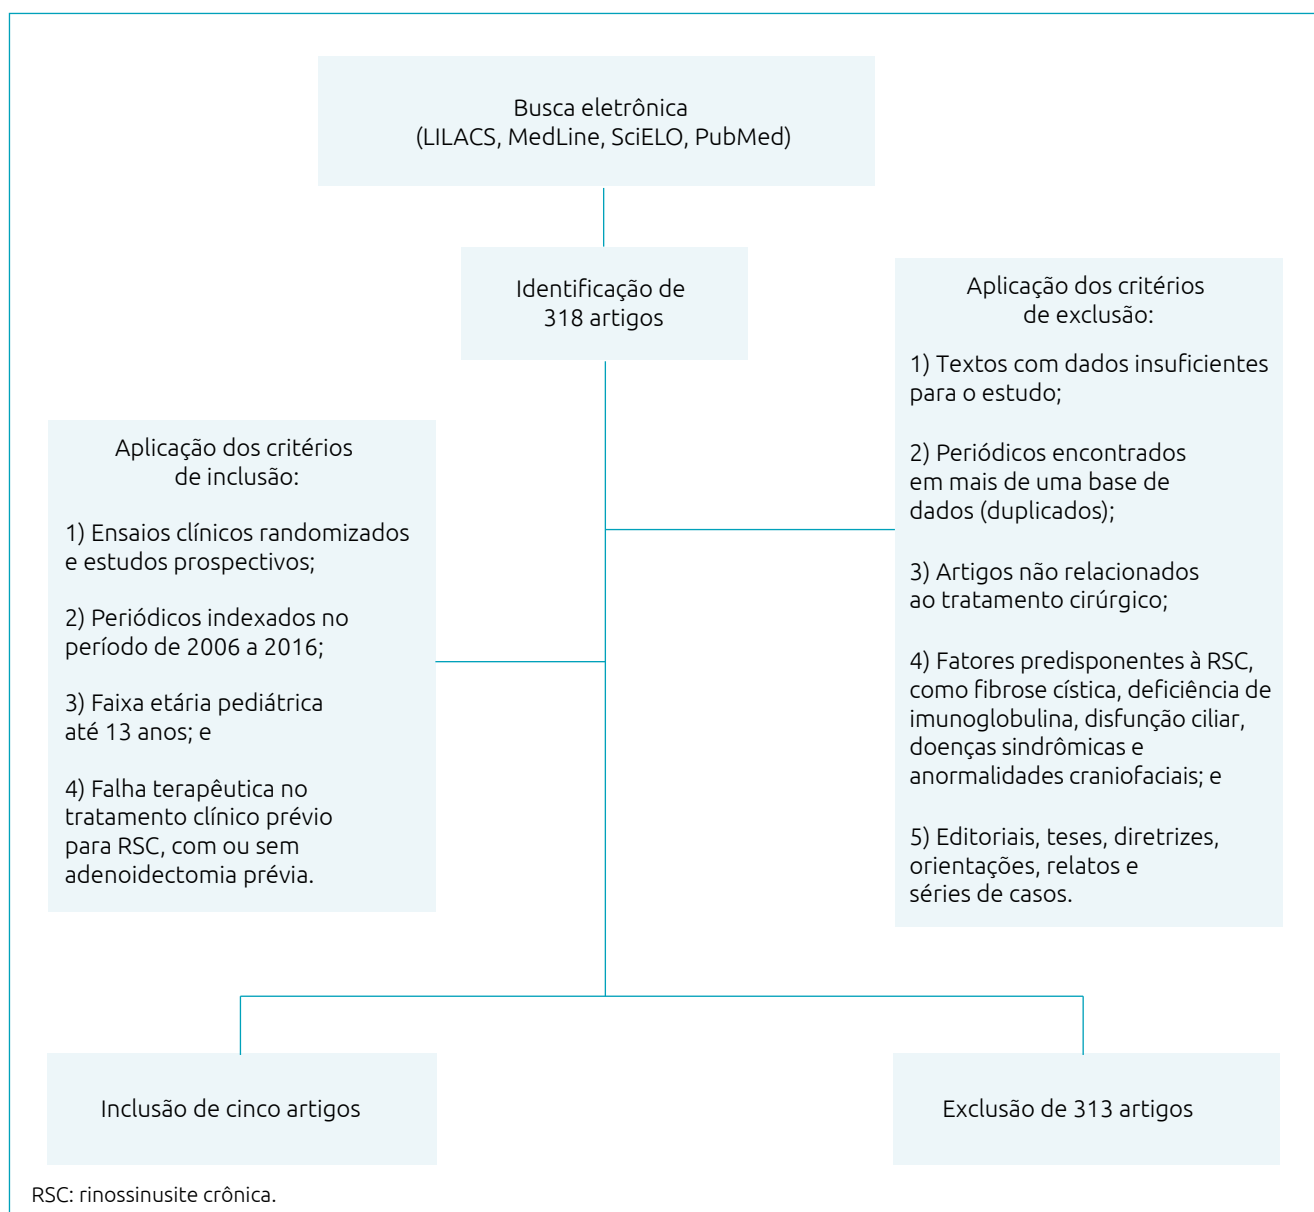 Busca eletrônica
(LILACS, MedLine, SciELO, PubMed)
Identificação de
318 artigos
Aplicação dos critérios
de inclusão:
1) Ensaios clínicos randomizados
e estudos prospectivos;
2) Periódicos indexados no
período de 2006 a 2016;
3) Faixa etária pediátrica
até 13 anos; e
4) Falha terapêutica no
tratamento clínico prévio
para RSC, com ou sem
adenoidectomia prévia.
Aplicação dos critérios
de exclusão:
1) Textos com dados insuficientes
para o estudo;
2) Periódicos encontrados
em mais de uma base de
dados (duplicados);
3) Artigos não relacionados
ao tratamento cirúrgico;
4) Fatores predisponentes à RSC,
como fibrose cística, deficiência de
imunoglobulina, disfunção ciliar,
doenças sindrômicas e
anormalidades craniofaciais; e
5) Editoriais, teses, diretrizes,
orientações, relatos e
séries de casos.
Inclusão de cinco artigos
Exclusão de 313 artigos
RSC: rinossinusite crônica.